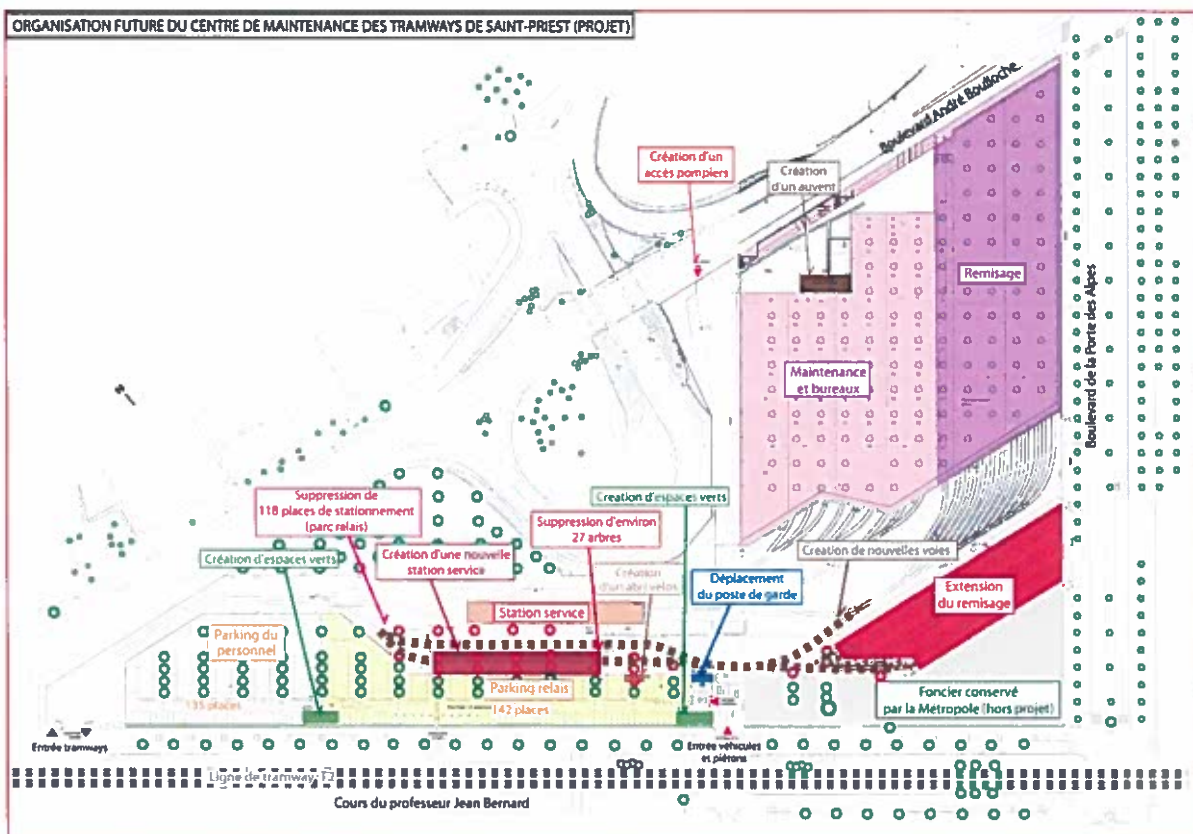 ORGANISATION FUTURE DU CENTRE DE MAINTENANCE DES TRAMWAYS DE SAINT-PRIEST (PROJET)
Boulevard André Boulloche
Création d'un
accès pompiers
Création
d'un auvent
Remisage
Boulevard de la Porte des Alpes
Maintenance
et bureaux
Suppression de
118 places de stationnement
(parc relais)
Création d'espaces verts
Suppression d'environ
27 arbres
Création d'espaces verts
Création d'une nouvelle
station service
Création de nouvelles voies
Création
d'un abri vélos
Déplacement
du poste de garde
Extension
du remisage
Station service
Parking du
personnel
Parking relais
135 places
142 places
Foncier conservé
par la Métropole (hors projet)
Entrée tramways
Entrée véhicules
et piétons
Ligne de tramway T2
Cours du professeur Jean Bernard